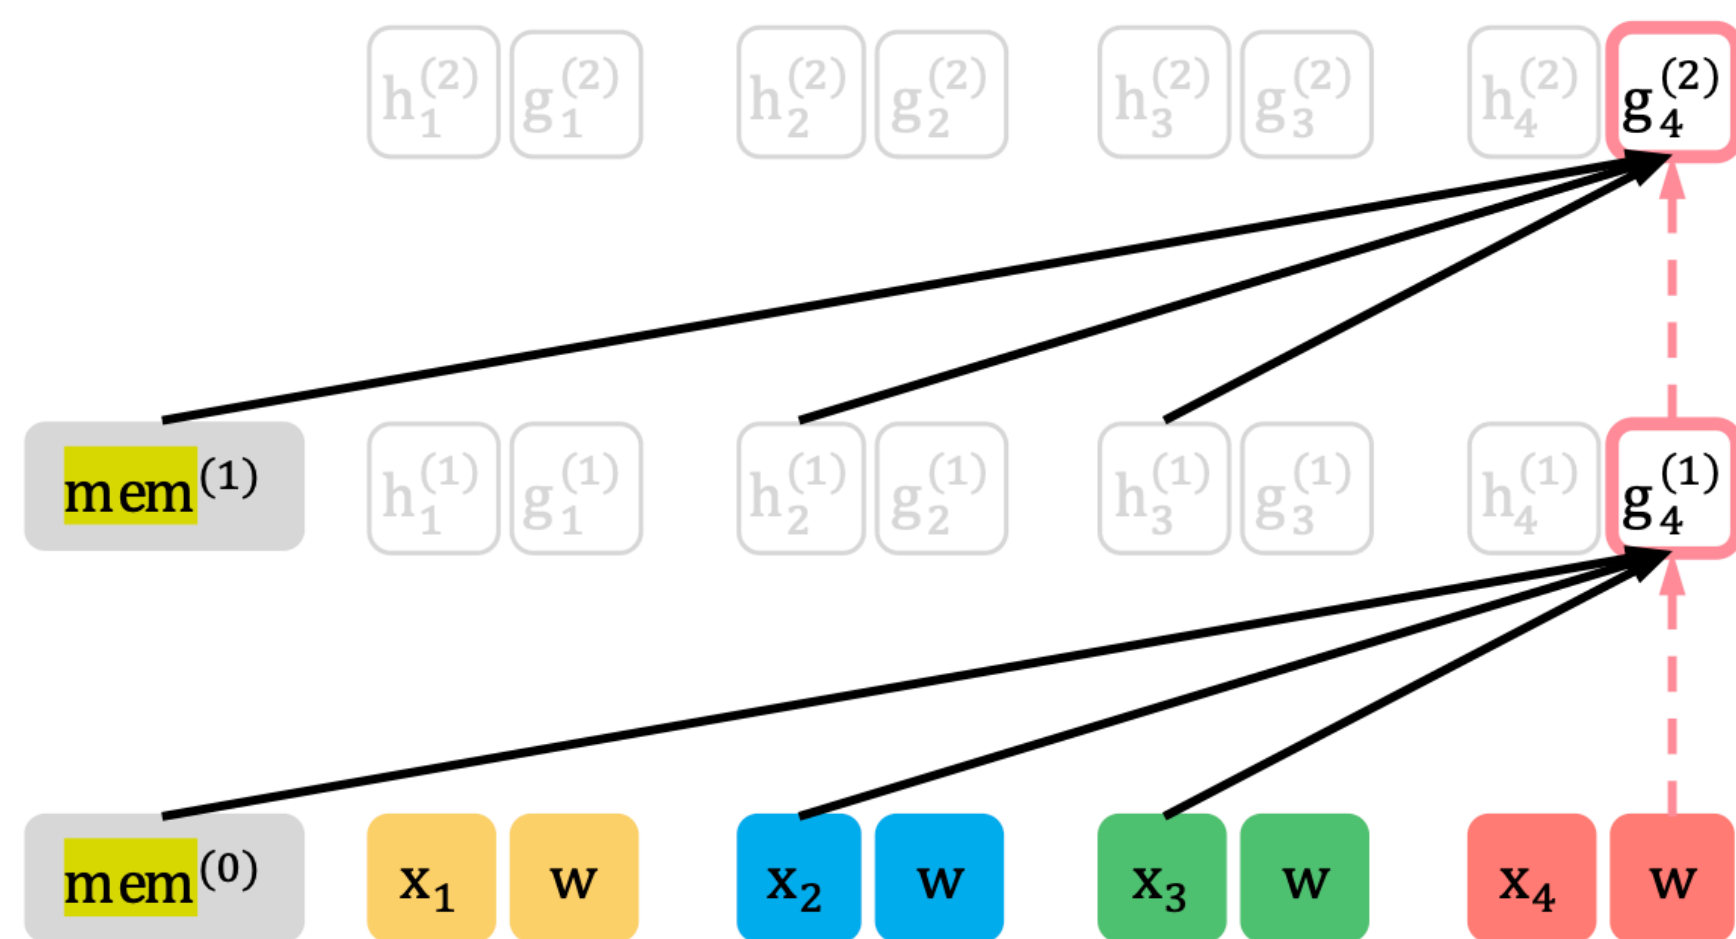 h₁⁽²⁾ g₁⁽²⁾ h₂⁽²⁾ g₂⁽²⁾ h₃⁽²⁾ g₃⁽²⁾ h₄⁽²⁾ g₄⁽²⁾
mem⁽¹⁾ h₁⁽¹⁾ g₁⁽¹⁾ h₂⁽¹⁾ g₂⁽¹⁾ h₃⁽¹⁾ g₃⁽¹⁾ h₄⁽¹⁾ g₄⁽¹⁾
mem⁽⁰⁾ x₁ w x₂ w x₃ w x₄ w